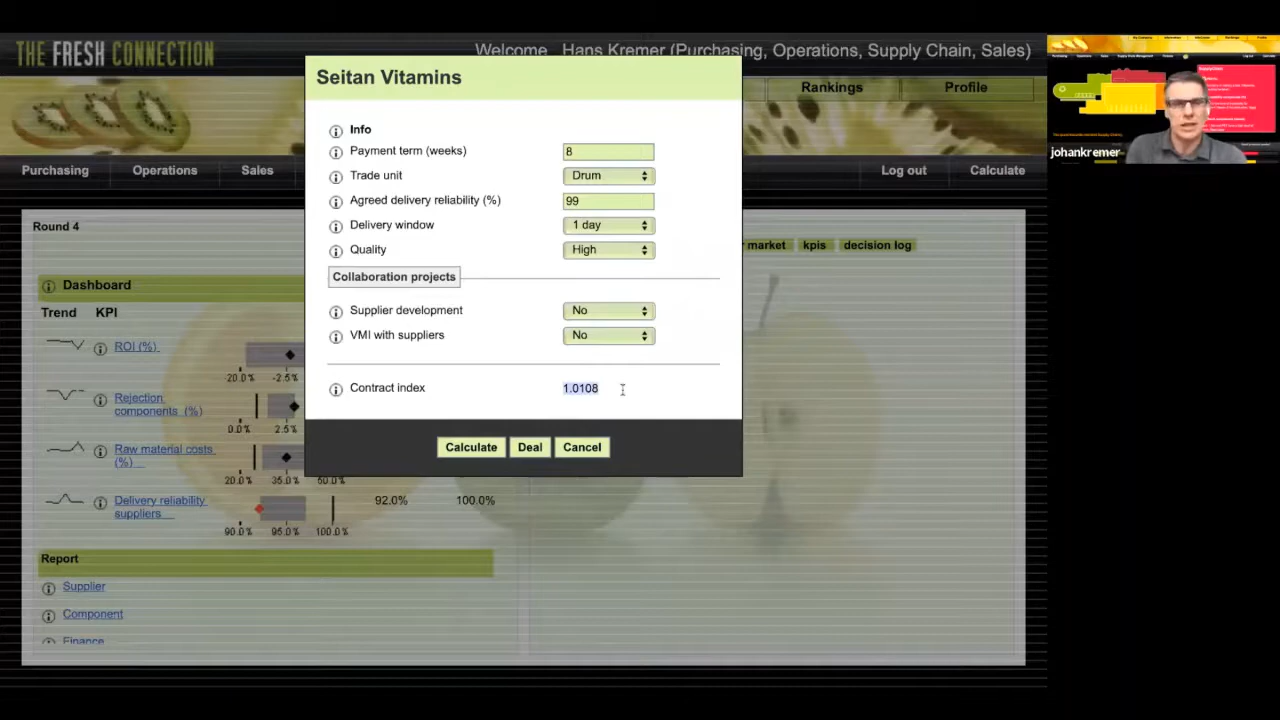 THE FRESH CONNECTION
Welcome Hans Kremer (Purchasing, Operations, Supply Chain, Sales)
Rankings
Profile
Purchasing
Operations
Sales
Log out
Calculate
Seitan Vitamins
Info
Payment term (weeks)
8
Trade unit
Drum
Agreed delivery reliability (%)
99
Delivery window
1 day
Quality
High
Collaboration projects
Supplier development
No
VMI with suppliers
No
Contract index
1.0108
Calculate
Deal
Cancel
Round 4
market
kpis
decision log
Dashboard
Trend
KPI
ROI (%)
20.0 % -2.5%
Rejection
components (%)
0.0% 2.5%
Raw material costs
(%)
20.0 % 35.0% 50.0%
Delivery reliability
suppliers
92.0%
100.0%
90.0% 95.0% 100.0%
Report
Supplier
Component
Finance
johankremer